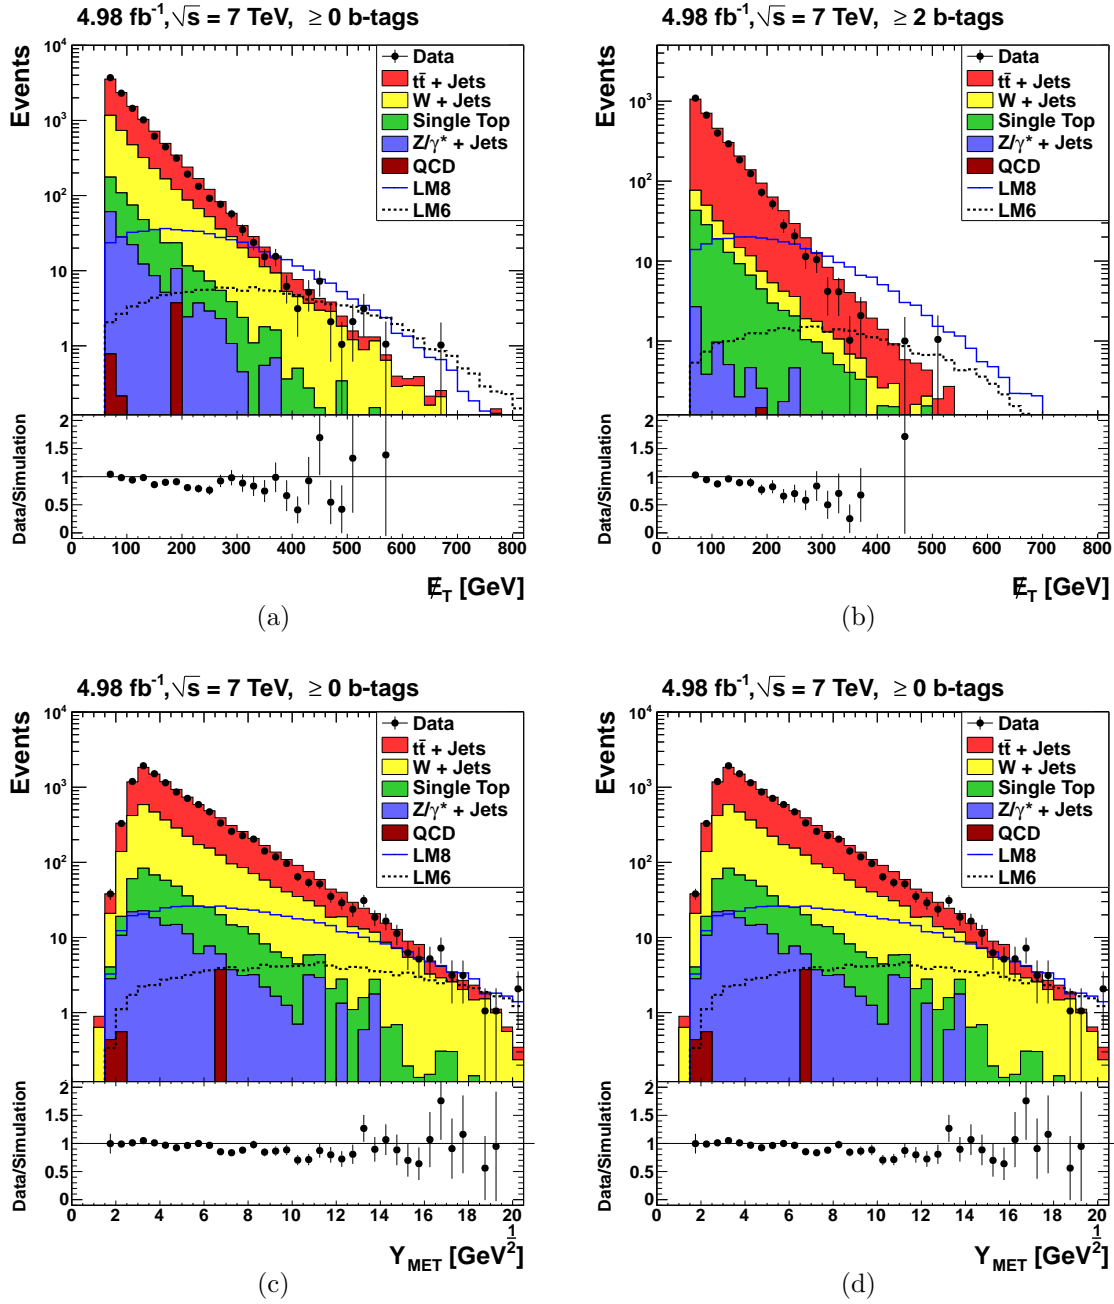 4.98 fb⁻¹, √s = 7 TeV, ≥ 0 b-tags
Events
10⁴
10³
10²
10
1
Data
tt̄ + Jets
W + Jets
Single Top
Z/γ* + Jets
QCD
LM8
LM6
Data/Simulation
2
1.5
1
0.5
0
0 100 200 300 400 500 600 700 800
E̸_T [GeV]
(a)
4.98 fb⁻¹, √s = 7 TeV, ≥ 2 b-tags
Events
10³
10²
10
1
Data
tt̄ + Jets
W + Jets
Single Top
Z/γ* + Jets
QCD
LM8
LM6
Data/Simulation
2
1.5
1
0.5
0
0 100 200 300 400 500 600 700 800
E̸_T [GeV]
(b)
4.98 fb⁻¹, √s = 7 TeV, ≥ 0 b-tags
Events
10⁴
10³
10²
10
1
Data
tt̄ + Jets
W + Jets
Single Top
Z/γ* + Jets
QCD
LM8
LM6
Data/Simulation
2
1.5
1
0.5
0
0 2 4 6 8 10 12 14 16 18 20
Y_MET [GeV^½]
(c)
4.98 fb⁻¹, √s = 7 TeV, ≥ 0 b-tags
Events
10⁴
10³
10²
10
1
Data
tt̄ + Jets
W + Jets
Single Top
Z/γ* + Jets
QCD
LM8
LM6
Data/Simulation
2
1.5
1
0.5
0
0 2 4 6 8 10 12 14 16 18 20
Y_MET [GeV^½]
(d)